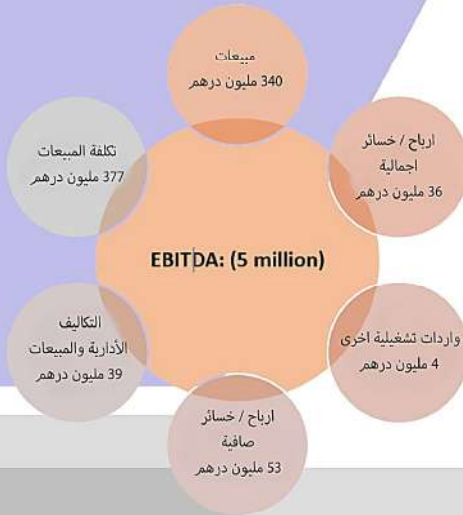 مبيعات
340 مليون درهم
ارباح / خسائر
اجمالية
36 مليون درهم
تكلفة المبيعات
377 مليون درهم
EBITDA: (5 million)
واردات تشغيلية اخرى
4 مليون درهم
التكاليف
الأدارية والمبيعات
39 مليون درهم
ارباح / خسائر
صافية
53 مليون درهم